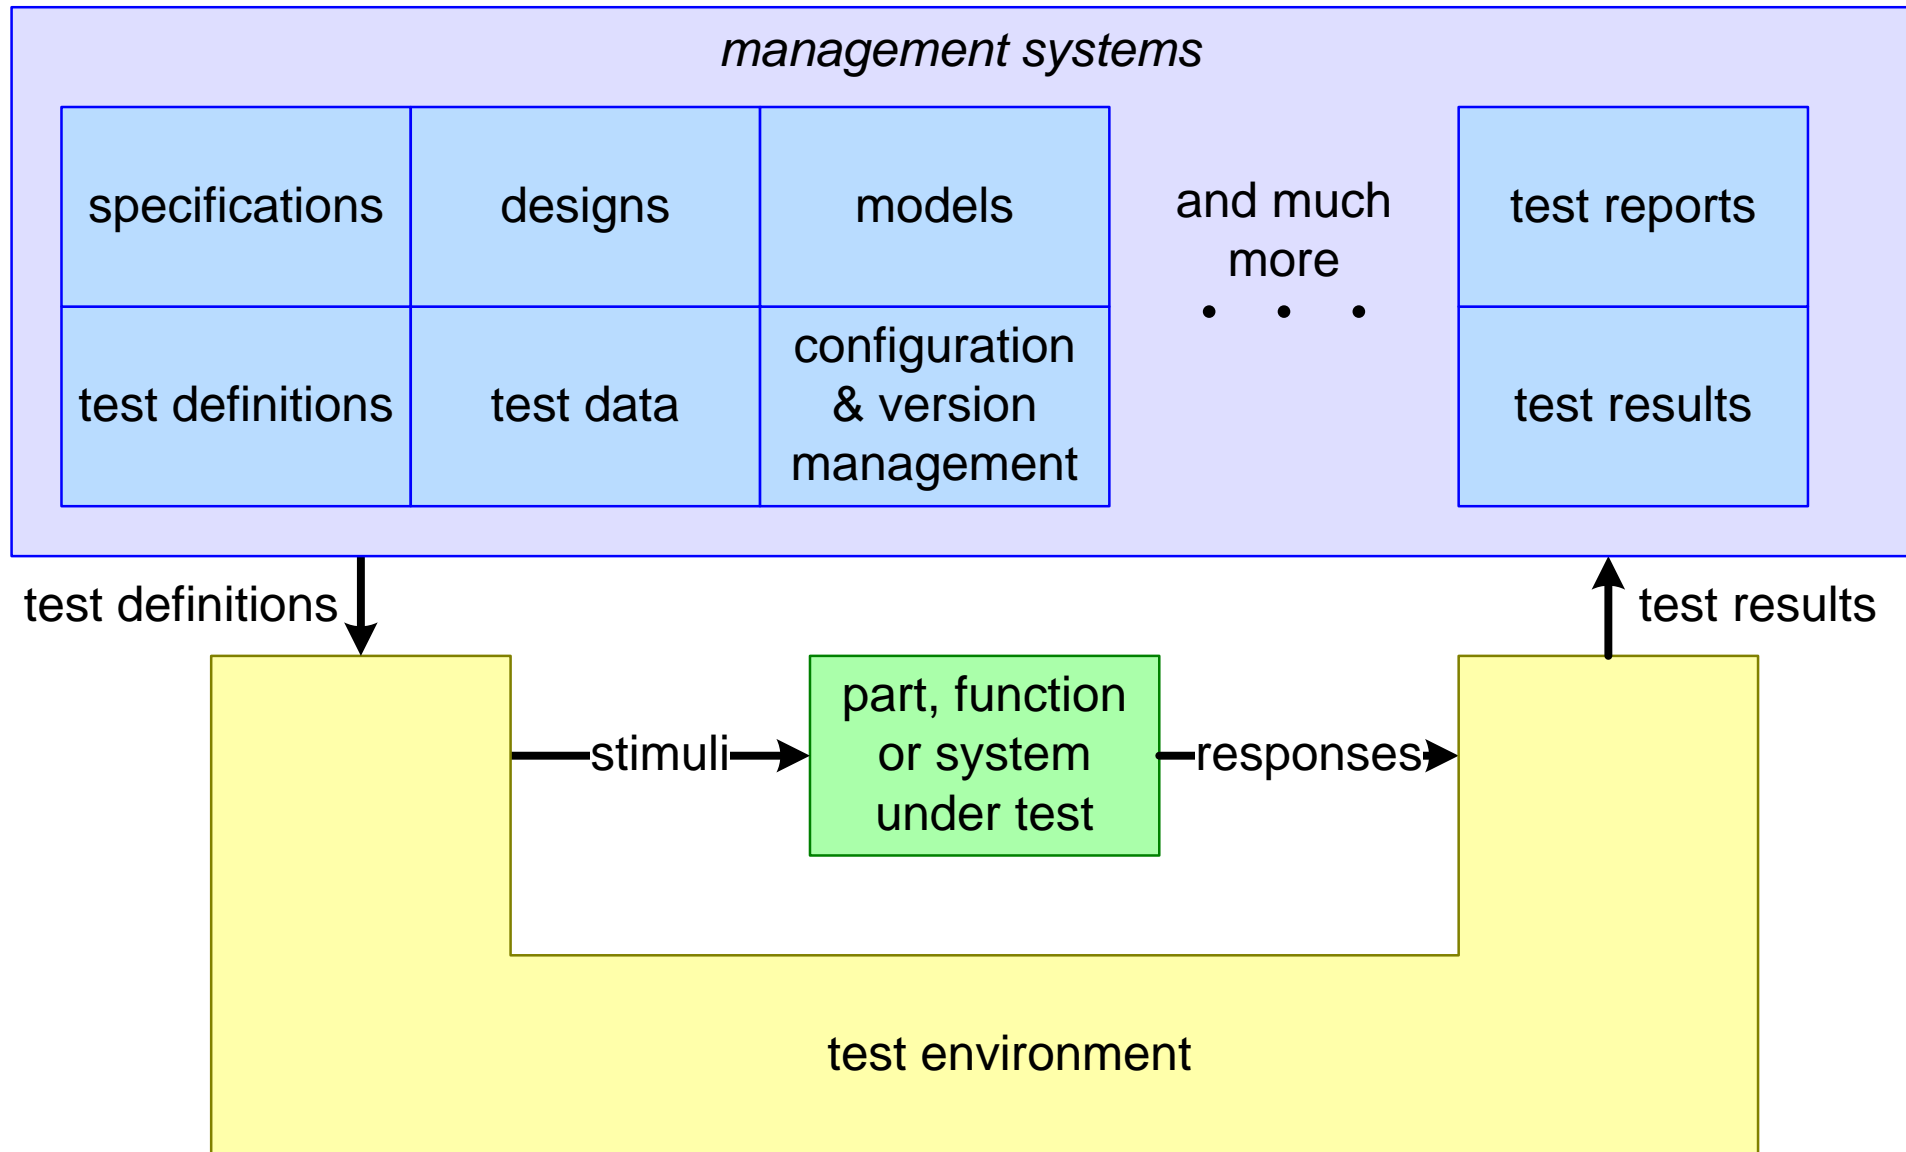 management systems
specifications
designs
models
and much
more
. . .
test reports
test definitions
test data
configuration
& version
management
test results
test definitions
test results
stimuli
part, function
or system
under test
responses
test environment